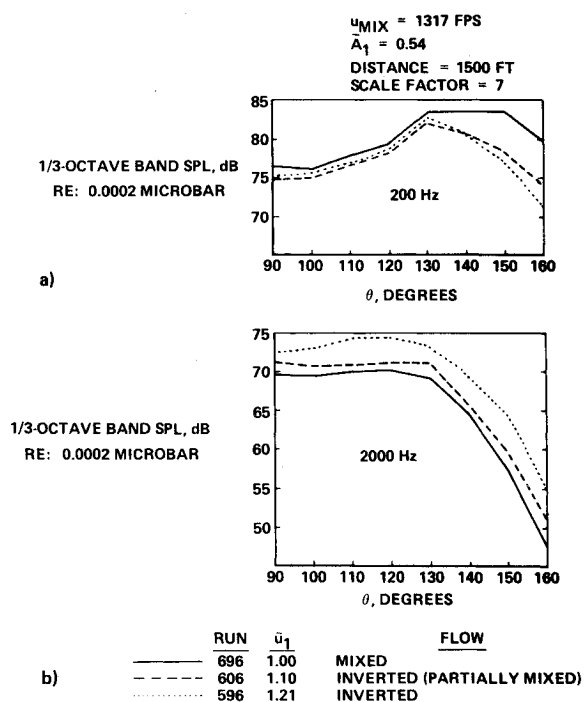 uMIX = 1317 FPS
Ā1 = 0.54
DISTANCE = 1500 FT
SCALE FACTOR = 7
85
80
75
70
1/3-OCTAVE BAND SPL, dB
RE: 0.0002 MICROBAR
200 Hz
90 100 110 120 130 140 150 160
θ, DEGREES
a)
75
70
65
60
55
50
1/3-OCTAVE BAND SPL, dB
RE: 0.0002 MICROBAR
2000 Hz
90 100 110 120 130 140 150 160
θ, DEGREES
b)
RUN ū1 FLOW
696 1.00 MIXED
606 1.10 INVERTED (PARTIALLY MIXED)
596 1.21 INVERTED